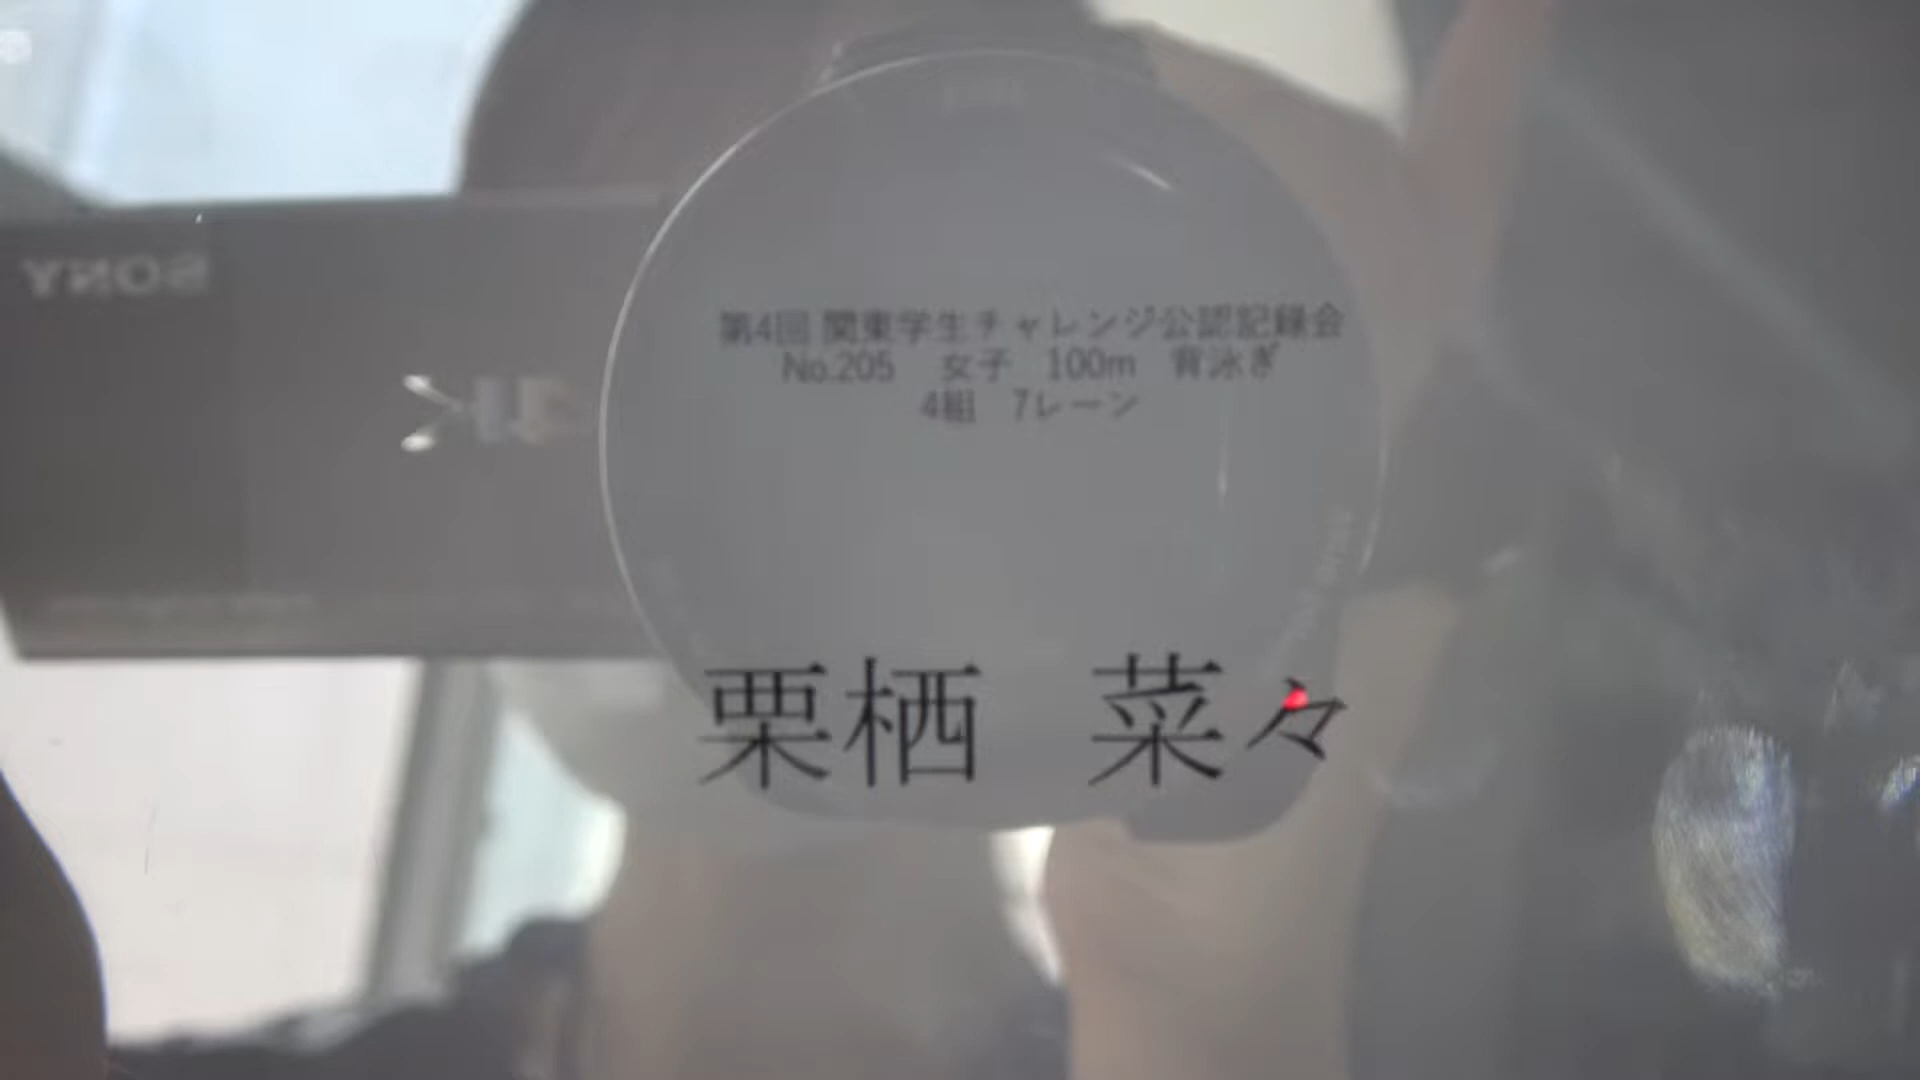 SONY
4K
第4回 関東学生チャレンジ公認記録会
No.205 女子 100m 背泳ぎ
4組 7レーン
栗栖 菜々